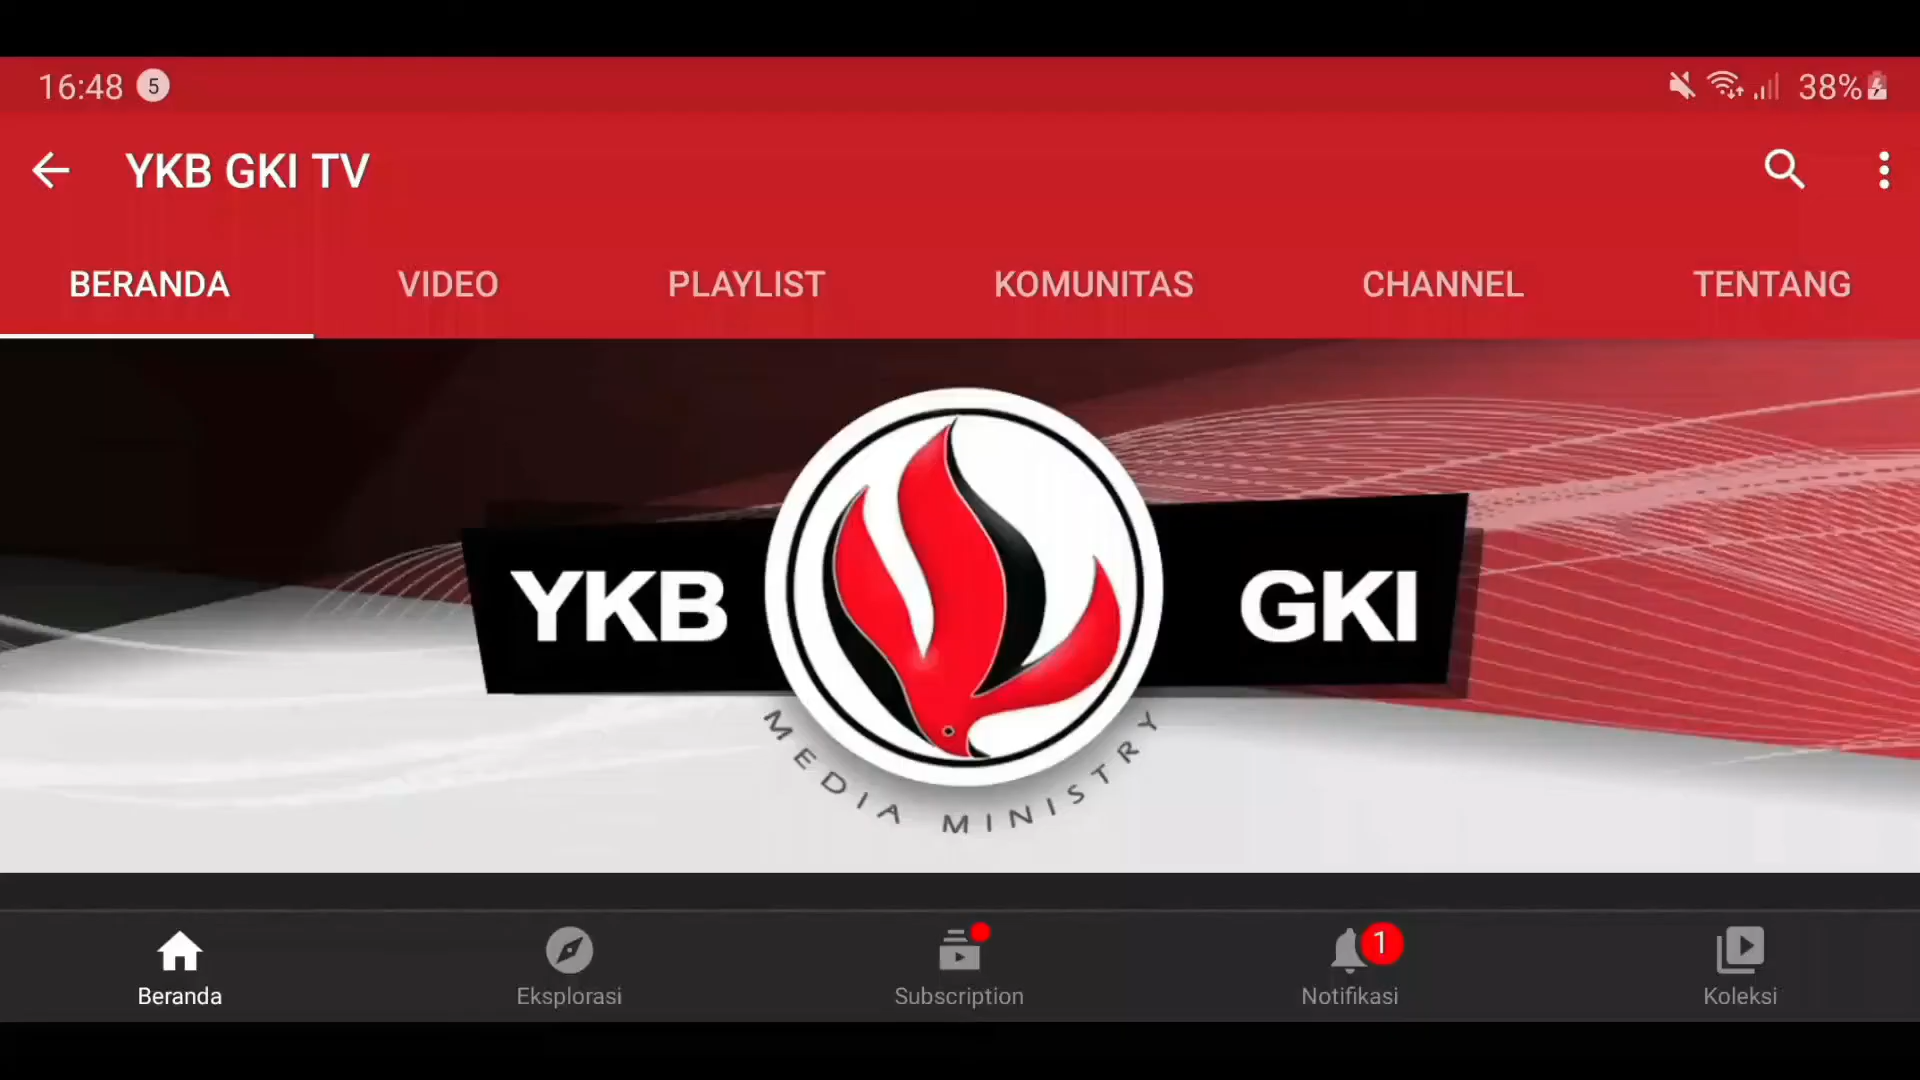 16:48 5 38%
YKB GKI TV
BERANDA VIDEO PLAYLIST KOMUNITAS CHANNEL TENTANG
YKB GKI
MEDIA MINISTRY
1
Beranda Eksplorasi Subscription Notifikasi Koleksi